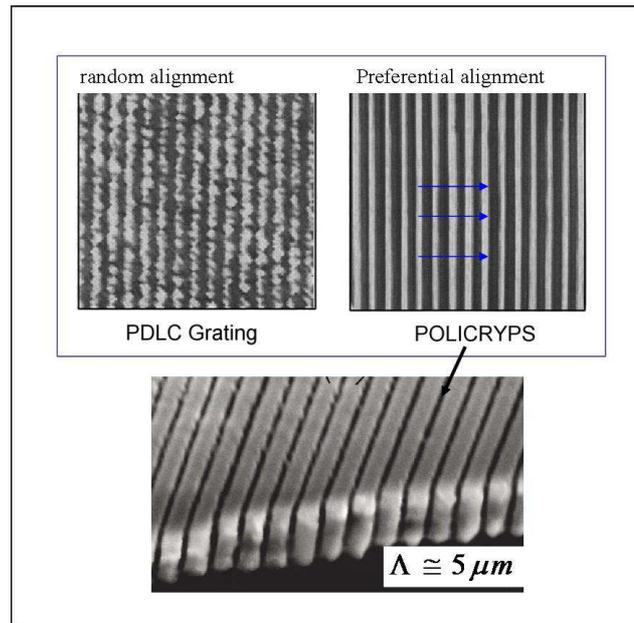 random alignment
Preferential alignment
PDLC Grating
POLICRYPS
Λ ≅ 5 μm